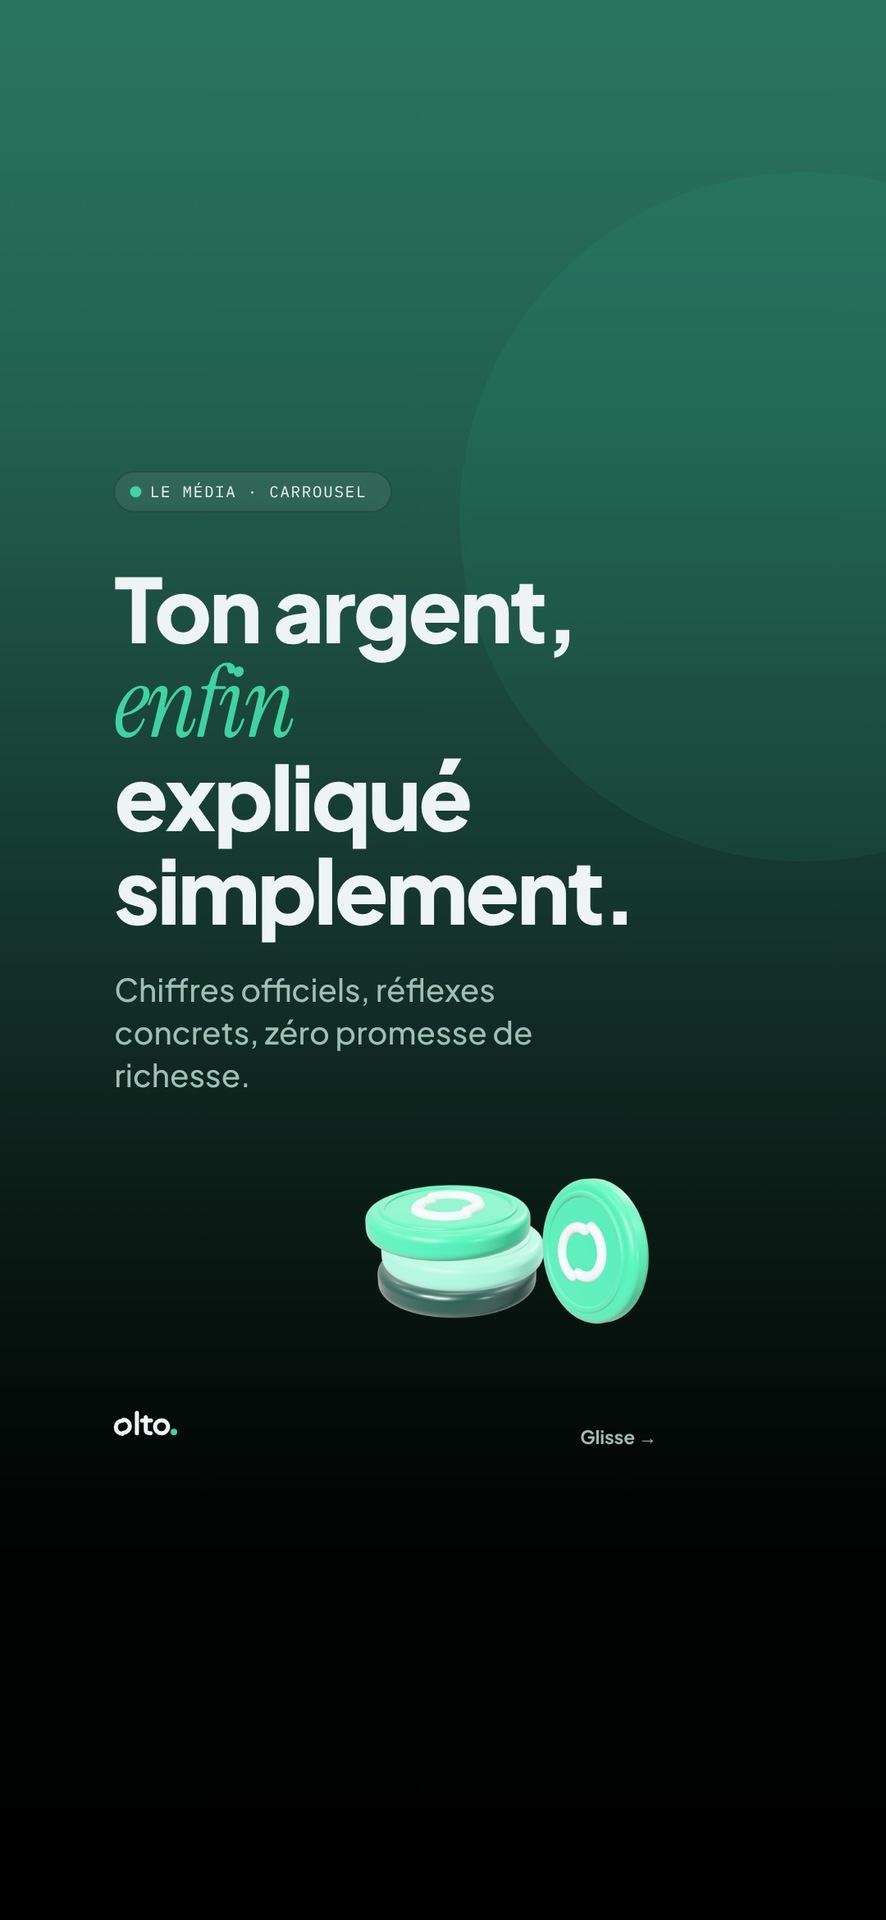 LE MÉDIA · CARROUSEL
Ton argent,
enfin
expliqué
simplement.
Chiffres officiels, réflexes
concrets, zéro promesse de
richesse.
olto.
Glisse →